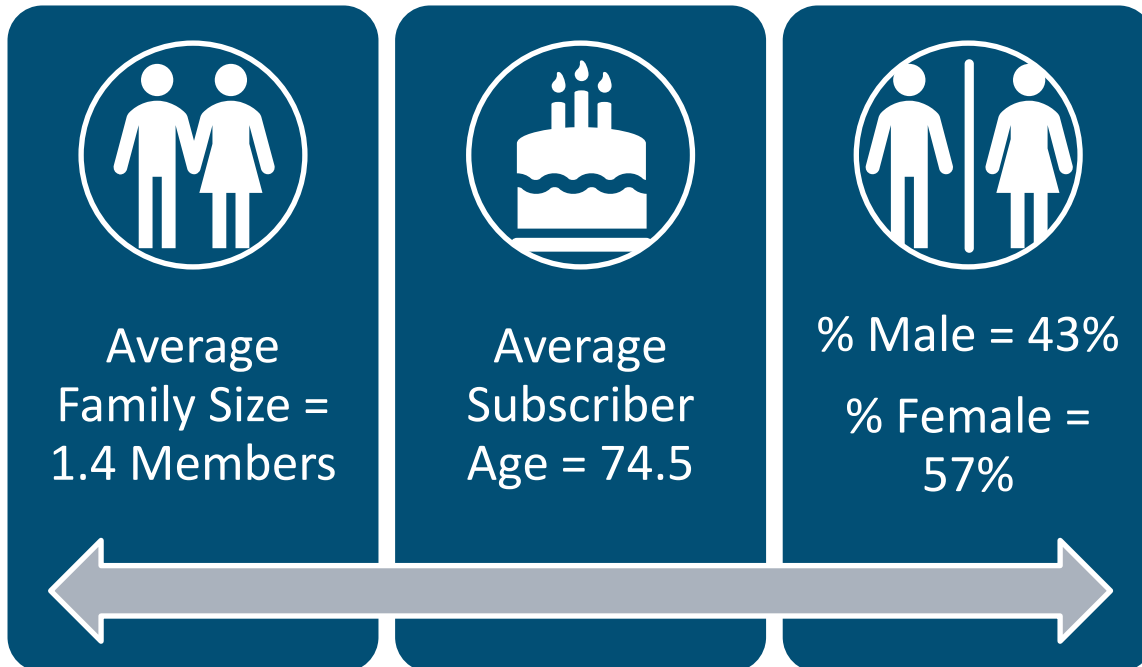 Average
Family Size =
1.4 Members
Average
Subscriber
Age = 74.5
% Male = 43%
% Female =
57%